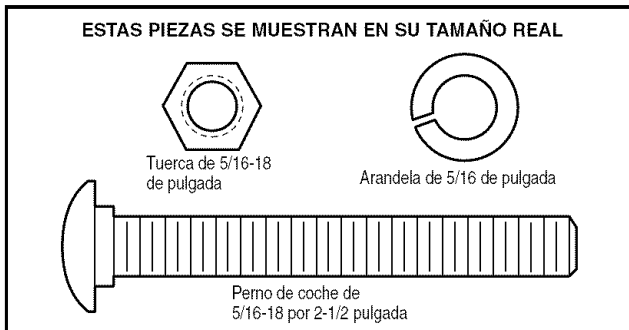 ESTAS PIEZAS SE MUESTRAN EN SU TAMAÑO REAL
Tuerca de 5/16-18
de pulgada
Arandela de 5/16 de pulgada
Perno de coche de
5/16-18 por 2-1/2 pulgada